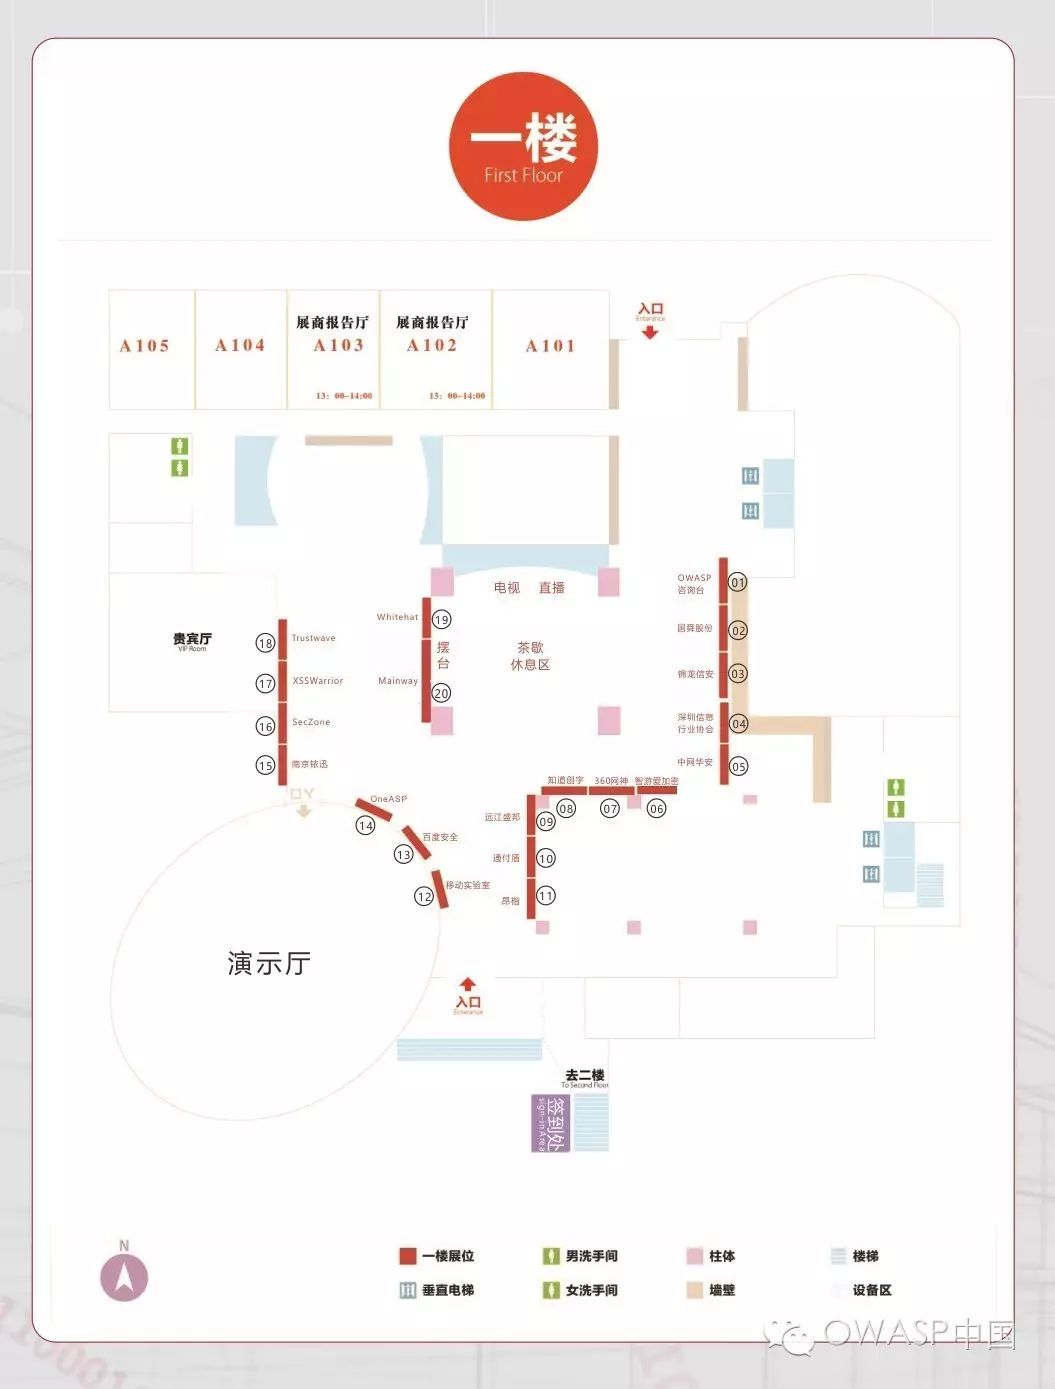 一楼
First Floor
入口
Enterance
展商报告厅
展商报告厅
A105
A104
A103
A102
A101
13：00-14:00
13：00-14:00
电视 直播
OWASP
咨询台
01
Whitehat
19
国舜股份
02
贵宾厅
VIP Room
18
Trustwave
摆台
茶歇
休息区
锦龙信安
03
17
XSSWarrior
Mainway
20
16
SecZone
深圳信息
行业协会
04
15
南京铱迅
中网华安
05
知道创宇
360网神
智游爱加密
08
07
06
OneASP
14
远江盛邦
09
百度安全
13
通付盾
10
移动实验室
12
昂楷
11
演示厅
入口
Enterance
去二楼
To Second Floor
签到处
sign-in Area
N
一楼展位
男洗手间
柱体
楼梯
垂直电梯
女洗手间
墙壁
设备区
OWASP中国